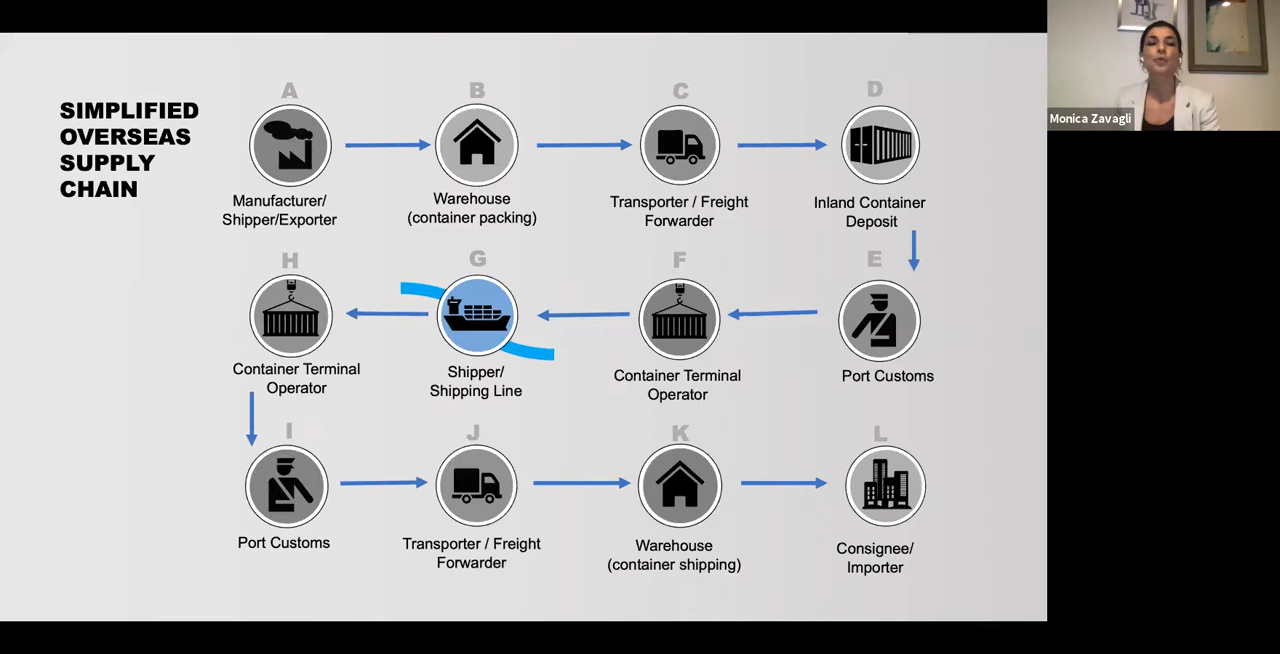 SIMPLIFIED
OVERSEAS
SUPPLY
CHAIN
A
Manufacturer/
Shipper/Exporter
B
Warehouse
(container packing)
C
Transporter / Freight
Forwarder
D
Inland Container
Deposit
E
Port Customs
F
Container Terminal
Operator
G
Shipper/
Shipping Line
H
Container Terminal
Operator
I
Port Customs
J
Transporter / Freight
Forwarder
K
Warehouse
(container shipping)
L
Consignee/
Importer
Monica Zavagli